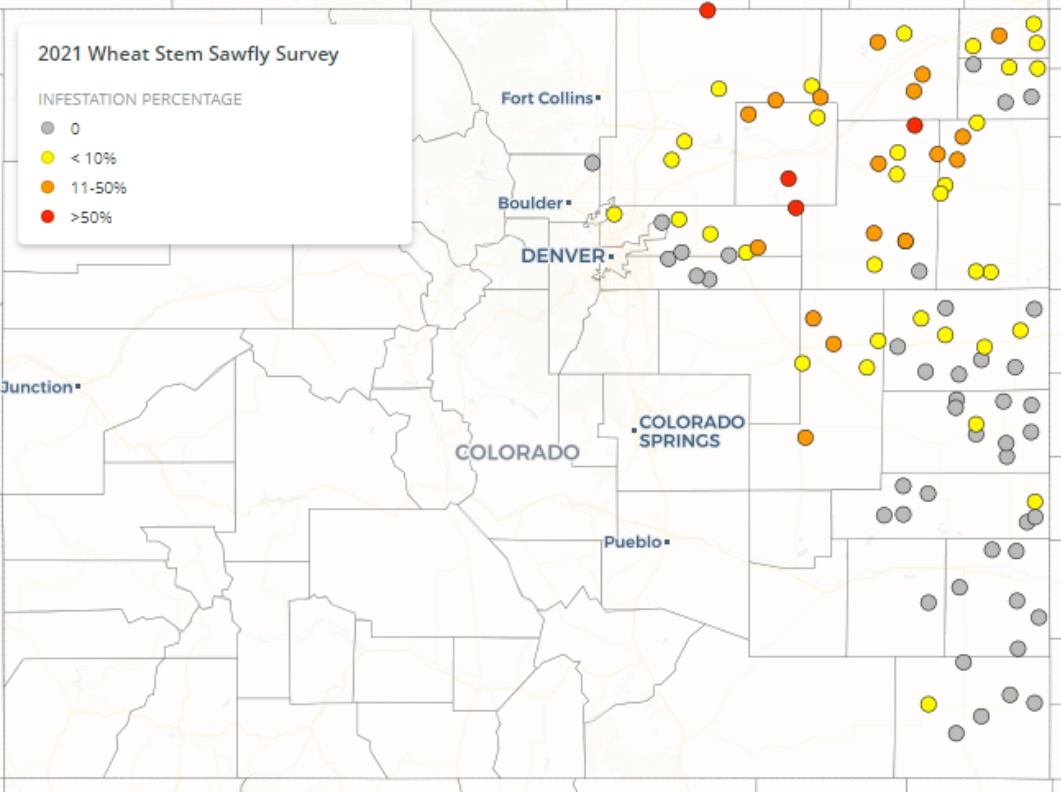 2021 Wheat Stem Sawfly Survey
INFESTATION PERCENTAGE
0
< 10%
11-50%
>50%
Fort Collins
Boulder
DENVER
Junction
COLORADO
SPRINGS
COLORADO
Pueblo